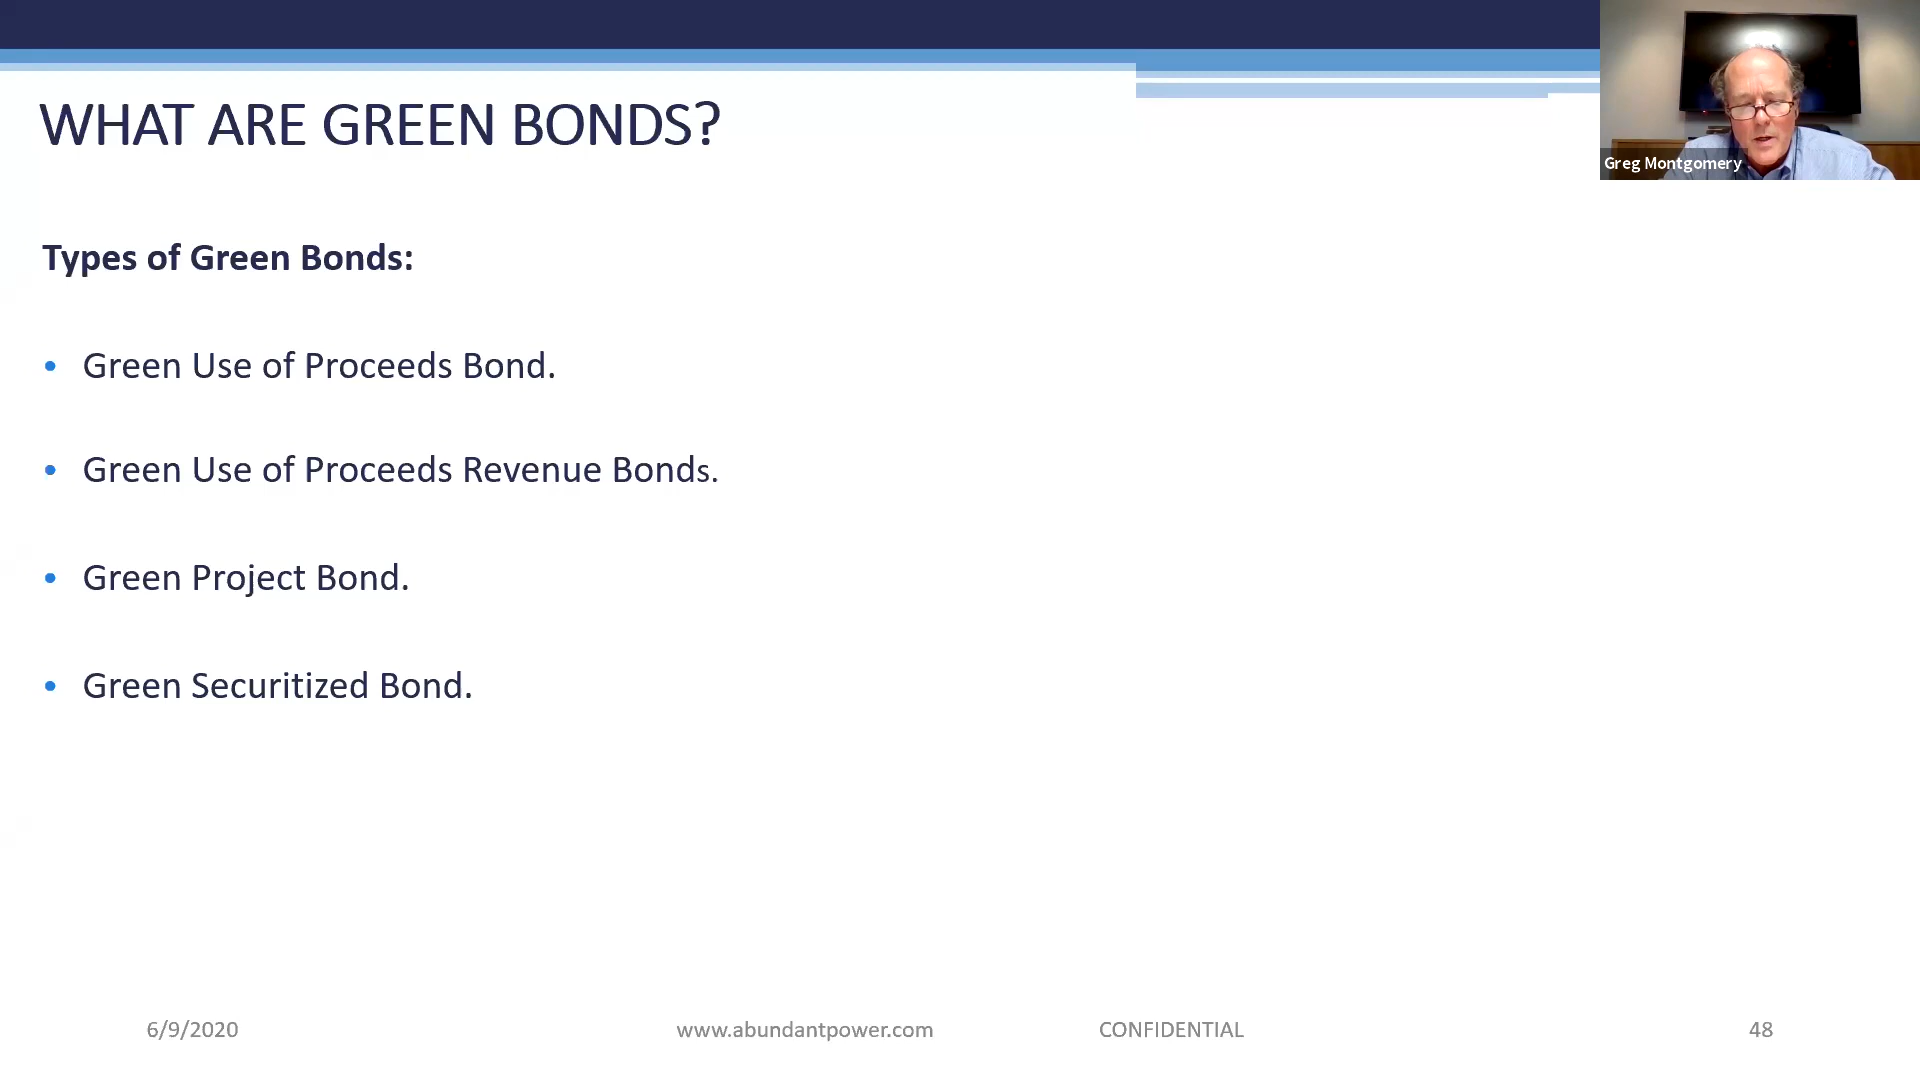 WHAT ARE GREEN BONDS?
Greg Montgomery
Types of Green Bonds:
• Green Use of Proceeds Bond.
• Green Use of Proceeds Revenue Bonds.
• Green Project Bond.
• Green Securitized Bond.
6/9/2020
www.abundantpower.com
CONFIDENTIAL
48